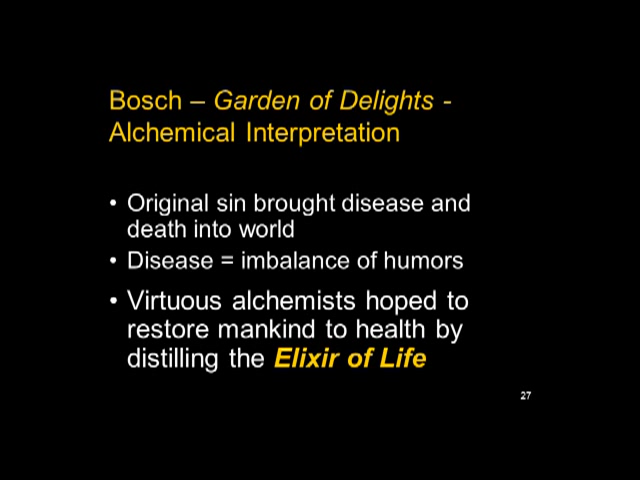 Bosch – Garden of Delights -
Alchemical Interpretation
• Original sin brought disease and
death into world
• Disease = imbalance of humors
• Virtuous alchemists hoped to
restore mankind to health by
distilling the Elixir of Life
27